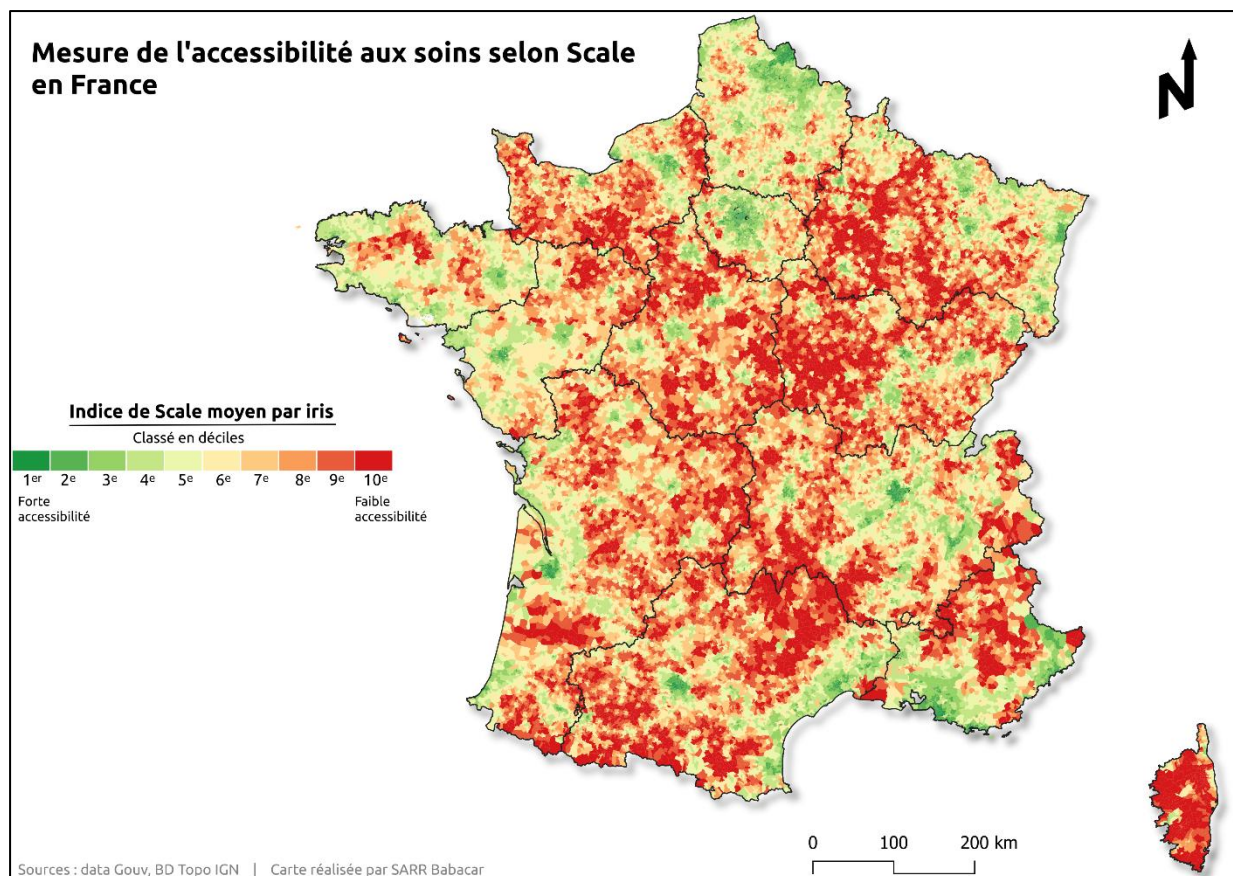 Mesure de l'accessibilité aux soins selon Scale
en France
N
Indice de Scale moyen par iris
Classé en déciles
1er 2e 3e 4e 5e 6e 7e 8e 9e 10e
Forte
accessibilité
Faible
accessibilité
0 100 200 km
Sources : data Gouv, BD Topo IGN | Carte réalisée par SARR Babacar